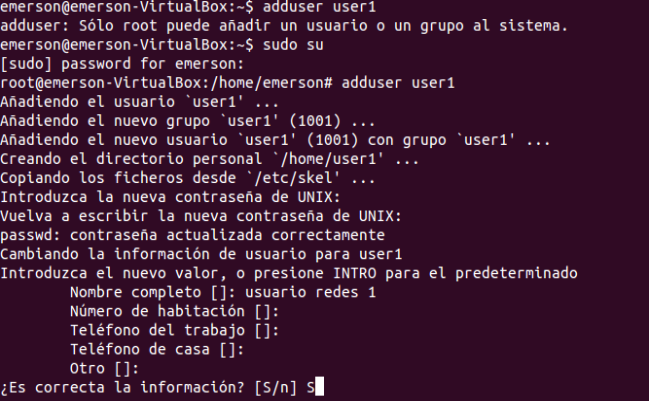 emerson@emerson-VirtualBox:~$ adduser user1
adduser: Sólo root puede añadir un usuario o un grupo al sistema.
emerson@emerson-VirtualBox:~$ sudo su
[sudo] password for emerson:
root@emerson-VirtualBox:/home/emerson# adduser user1
Añadiendo el usuario `user1' ...
Añadiendo el nuevo grupo `user1' (1001) ...
Añadiendo el nuevo usuario `user1' (1001) con grupo `user1' ...
Creando el directorio personal `/home/user1' ...
Copiando los ficheros desde `/etc/skel' ...
Introduzca la nueva contraseña de UNIX:
Vuelva a escribir la nueva contraseña de UNIX:
passwd: contraseña actualizada correctamente
Cambiando la información de usuario para user1
Introduzca el nuevo valor, o presione INTRO para el predeterminado
Nombre completo []: usuario redes 1
Número de habitación []:
Teléfono del trabajo []:
Teléfono de casa []:
Otro []:
¿Es correcta la información? [S/n] S